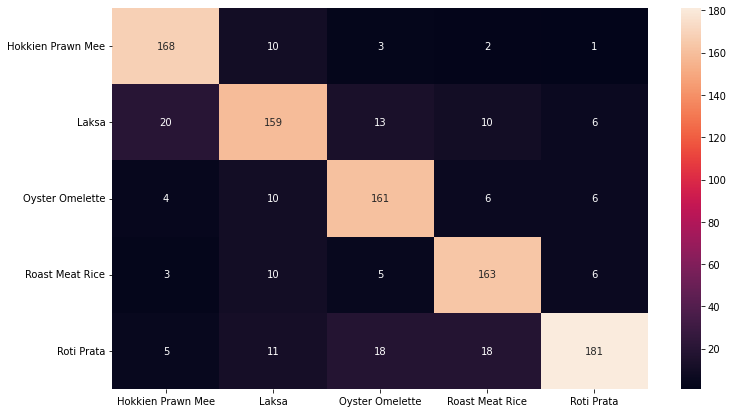 Hokkien Prawn Mee 168 10 3 2 1
Laksa 20 159 13 10 6
Oyster Omelette 4 10 161 6 6
Roast Meat Rice 3 10 5 163 6
Roti Prata 5 11 18 18 181
Hokkien Prawn Mee Laksa Oyster Omelette Roast Meat Rice Roti Prata
180
160
140
120
100
80
60
40
20